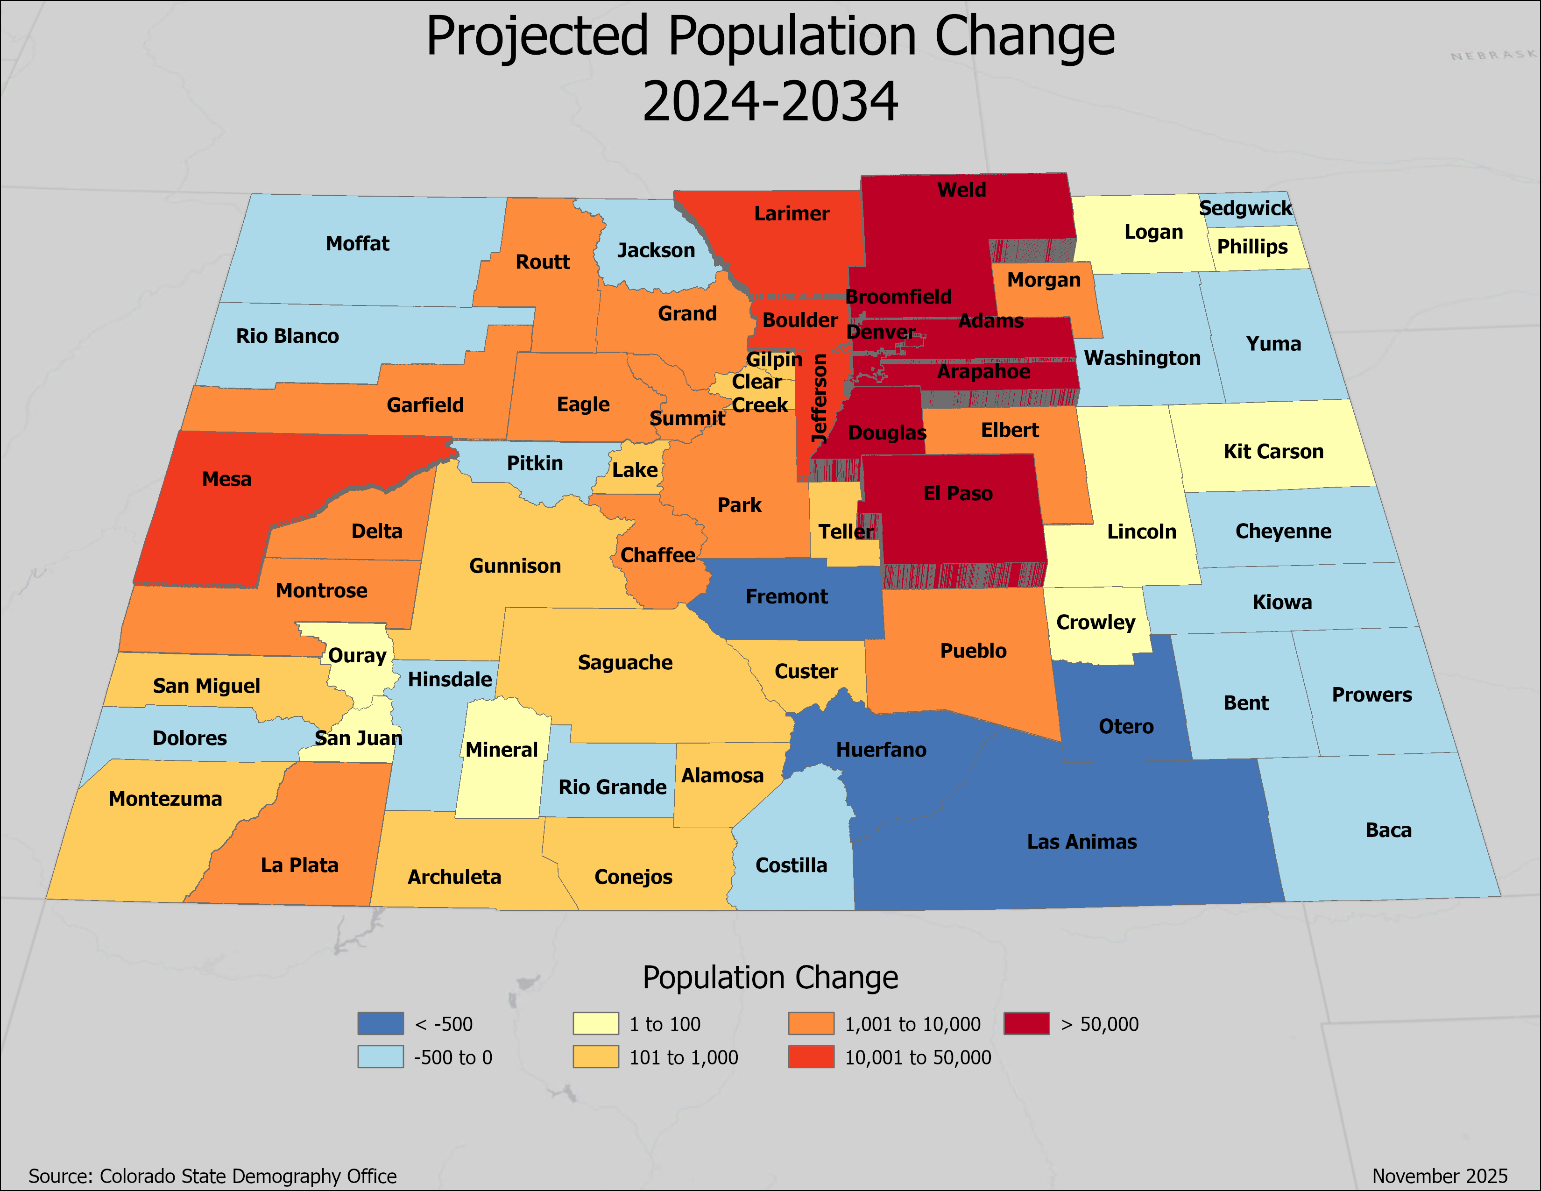 Projected Population Change
2024-2034
NEBRASK
Weld
Sedgwick
Larimer
Logan
Moffat
Jackson
Phillips
Routt
Morgan
Broomfield
Grand
Boulder
Adams
Denver
Rio Blanco
Yuma
Washington
Gilpin
Arapahoe
Clear
Creek
Jefferson
Garfield
Eagle
Summit
Douglas
Elbert
Kit Carson
Pitkin
Lake
Mesa
El Paso
Park
Delta
Teller
Lincoln
Cheyenne
Chaffee
Gunnison
Montrose
Fremont
Kiowa
Crowley
Ouray
Pueblo
Saguache
Custer
Hinsdale
San Miguel
Prowers
Bent
Otero
Dolores
San Juan
Mineral
Huerfano
Alamosa
Rio Grande
Montezuma
Baca
Las Animas
La Plata
Costilla
Archuleta
Conejos
Population Change
< -500
1 to 100
1,001 to 10,000
> 50,000
-500 to 0
101 to 1,000
10,001 to 50,000
Source: Colorado State Demography Office
November 2025